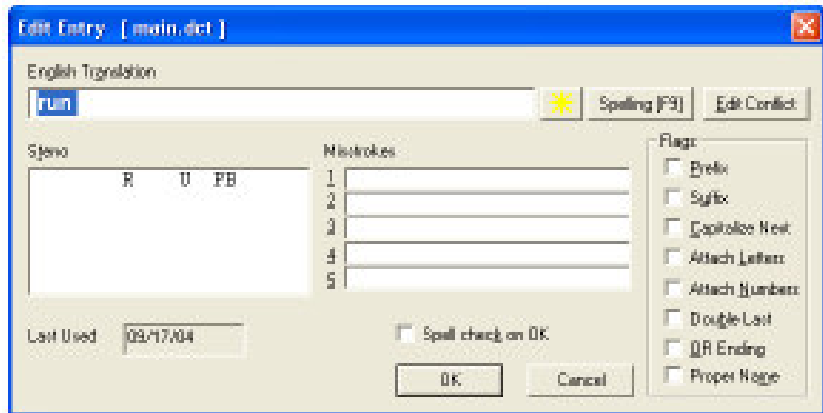 Edit Entry [ main.dct ]
English Translation
ruin
Spelling [F9]
Edit Conflict
Steno
R U PB
Misstrokes
1
2
3
4
5
Flags
Prefix
Suffix
Capitalize Next
Attach Letters
Attach Numbers
Double Last
OR Ending
Proper Name
Last Used
09/17/04
Spell check on OK
OK
Cancel